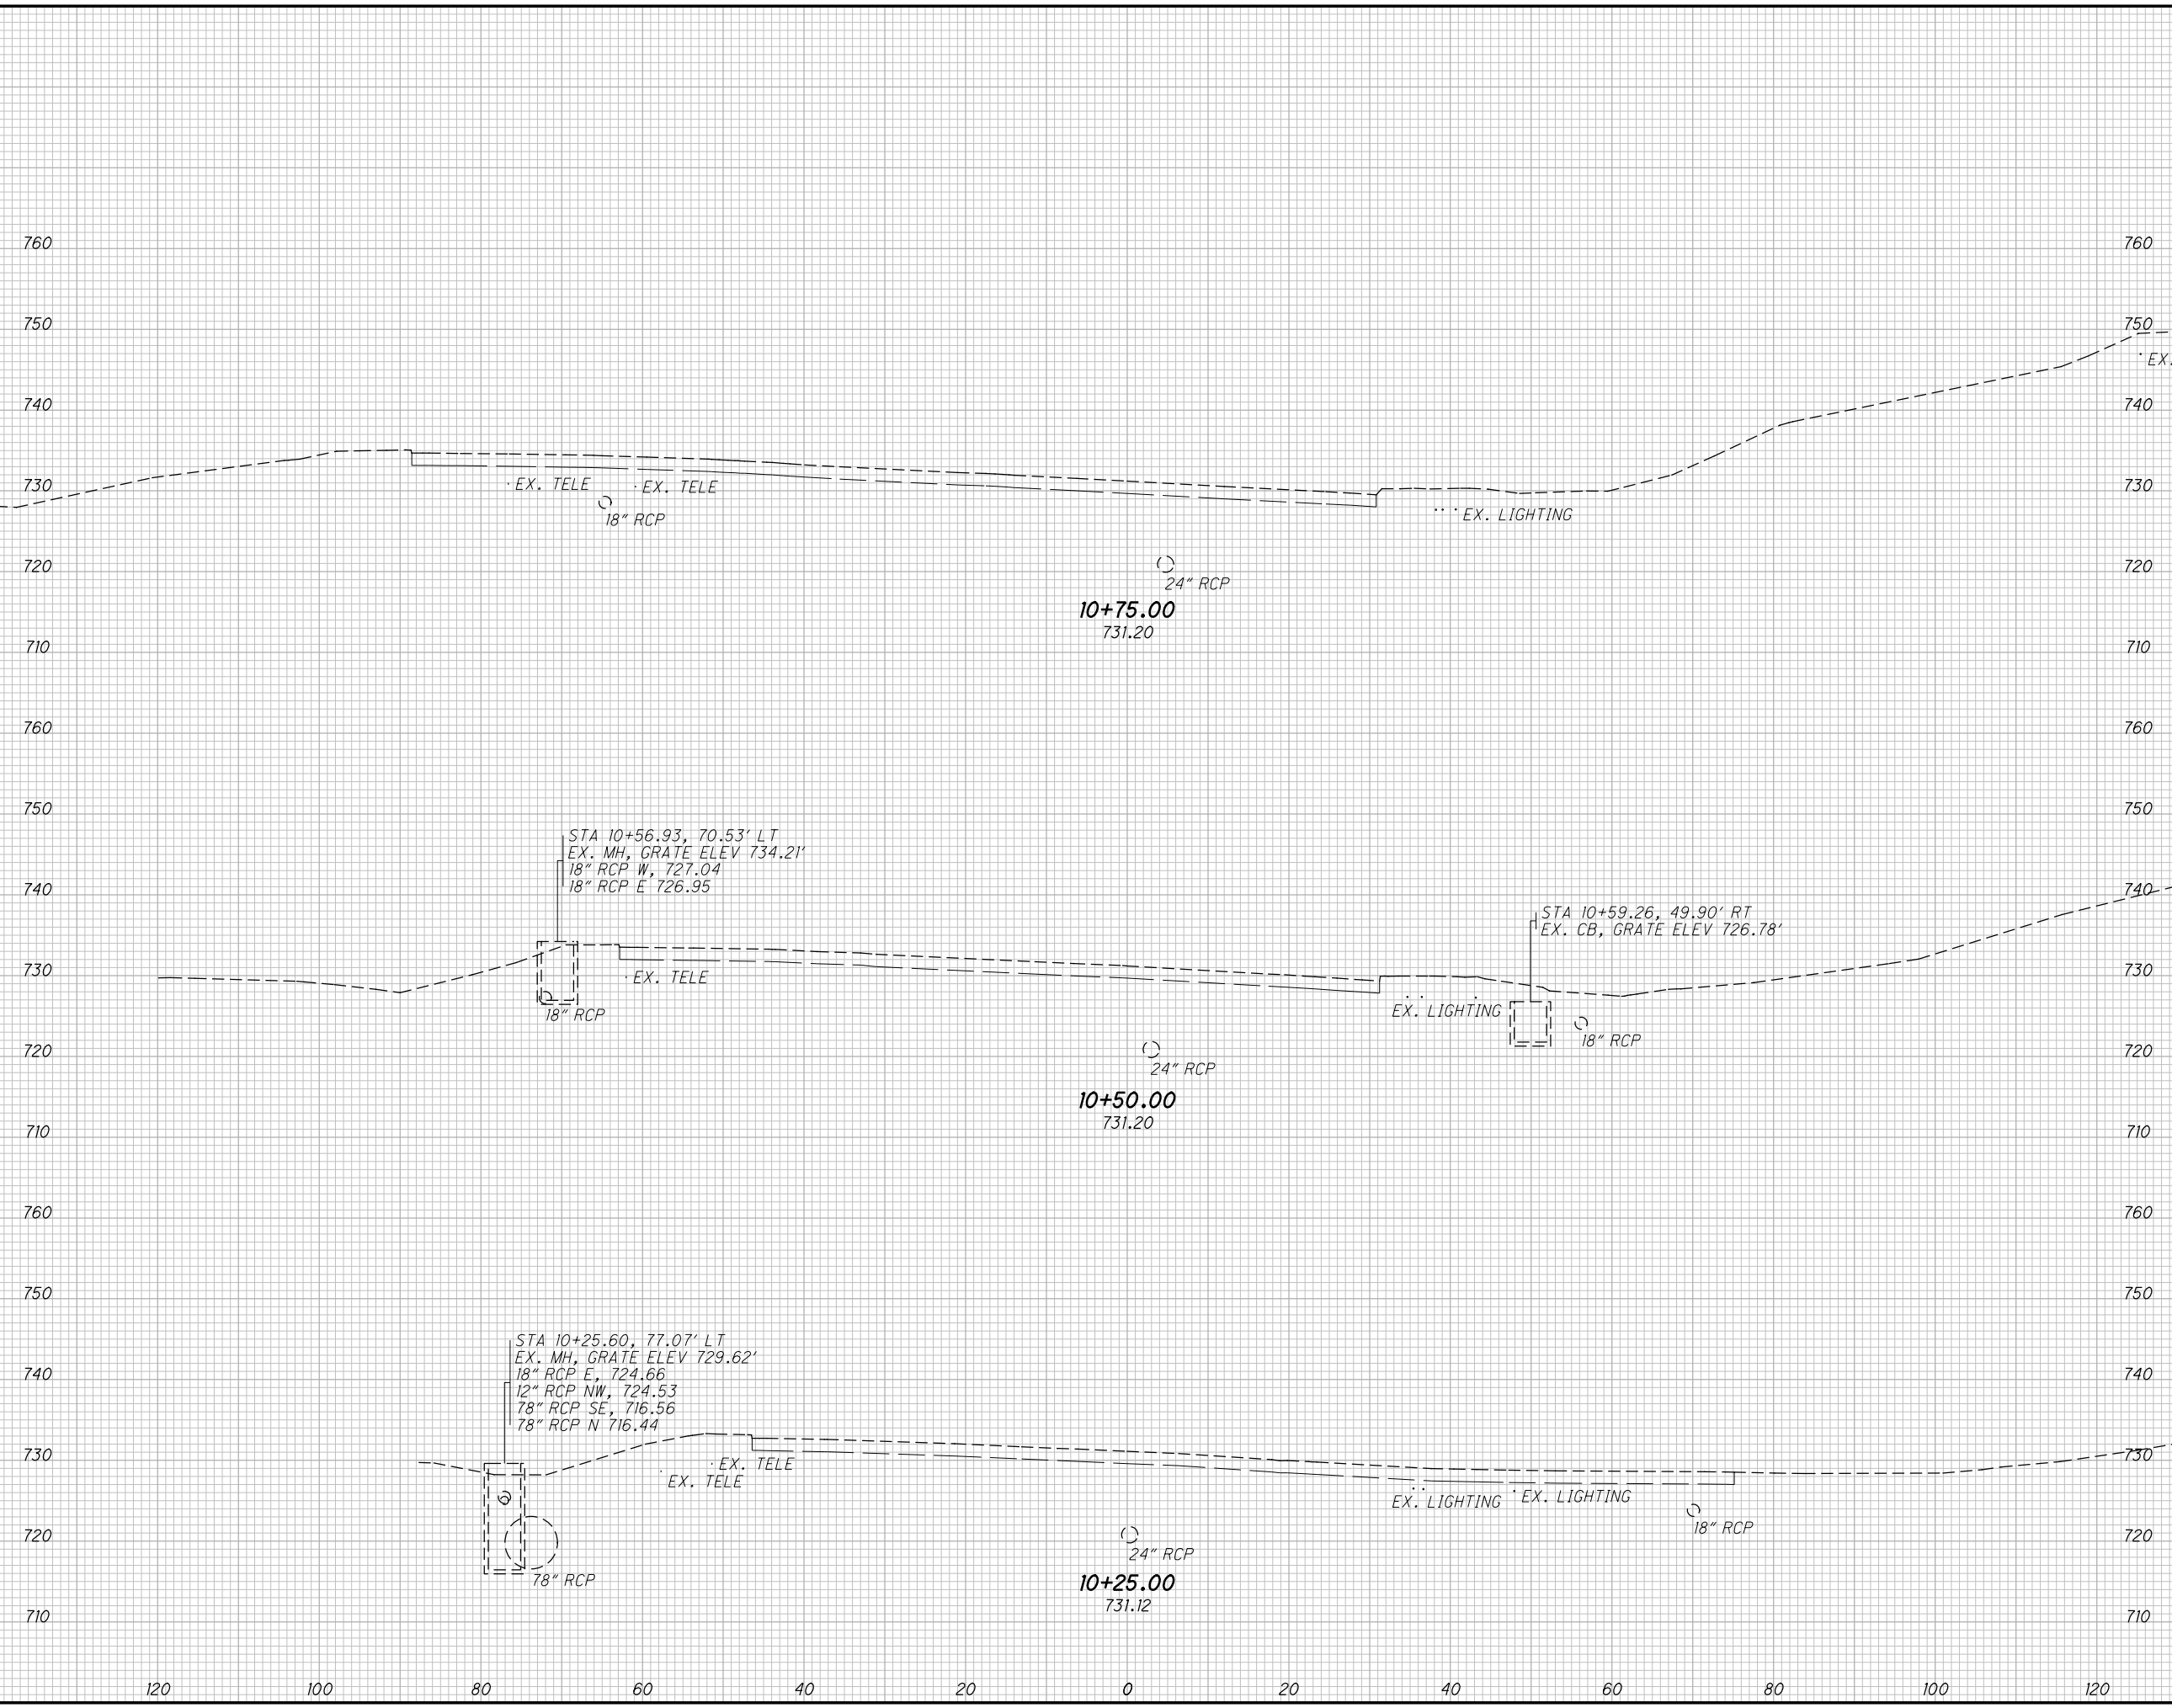 760 760
750 750
EX.
740 740
730 730
EX. TELE EX. TELE
18" RCP
EX. LIGHTING
720 720
24" RCP
10+75.00
731.20
710 710
760 760
750 750
STA 10+56.93, 70.53' LT
EX. MH, GRATE ELEV 734.21'
18" RCP W, 727.04
18" RCP E 726.95
740 740
STA 10+59.26, 49.90' RT
EX. CB, GRATE ELEV 726.78'
730 730
EX. TELE
18" RCP
EX. LIGHTING
18" RCP
720 720
24" RCP
10+50.00
731.20
710 710
760 760
750 750
STA 10+25.60, 77.07' LT
EX. MH, GRATE ELEV 729.62'
18" RCP E, 724.66
12" RCP NW, 724.53
78" RCP SE, 716.56
78" RCP N 716.44
740 740
730 730
EX. TELE
EX. TELE
EX. LIGHTING EX. LIGHTING
18" RCP
720 720
24" RCP
78" RCP
10+25.00
731.12
710 710
120 100 80 60 40 20 0 20 40 60 80 100 120